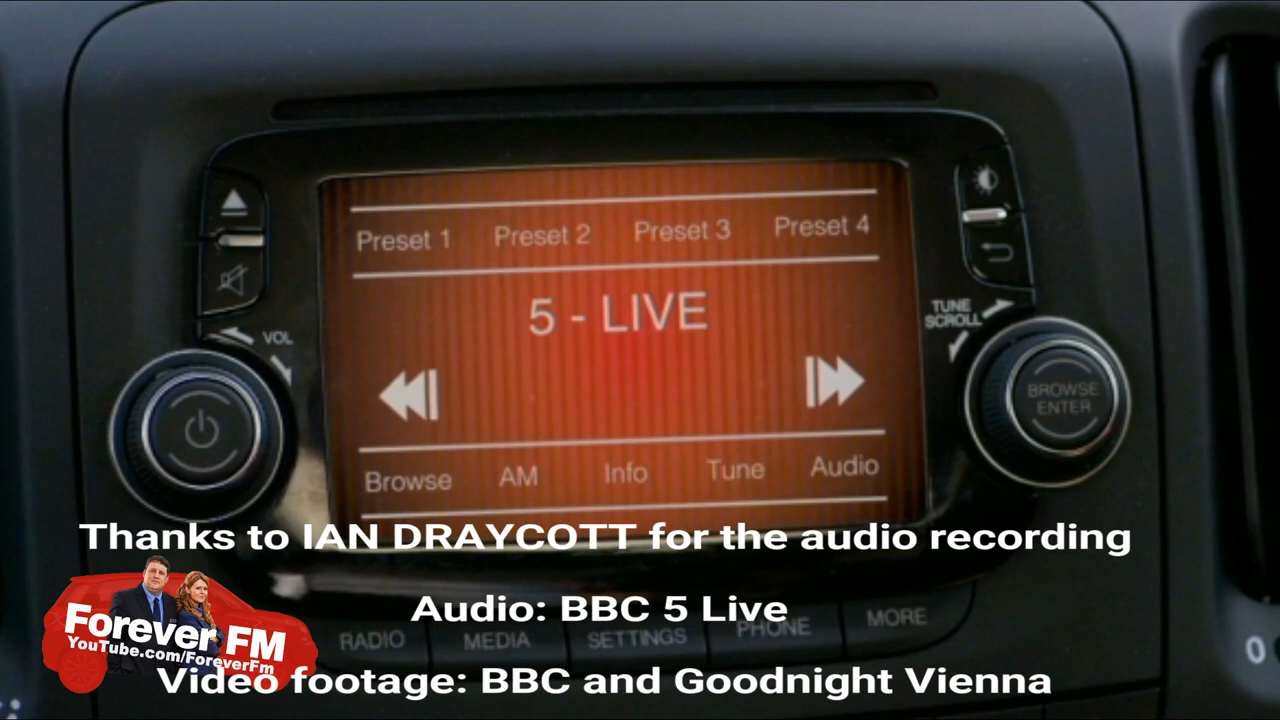 Preset 1 Preset 2 Preset 3 Preset 4
5 - LIVE
VOL
TUNE
SCROLL
BROWSE
ENTER
Browse AM Info Tune Audio
Thanks to IAN DRAYCOTT for the audio recording
Audio: BBC 5 Live
RADIO MEDIA SETTINGS PHONE MORE
Forever FM
YouTube.com/ForeverFm
Video footage: BBC and Goodnight Vienna
0